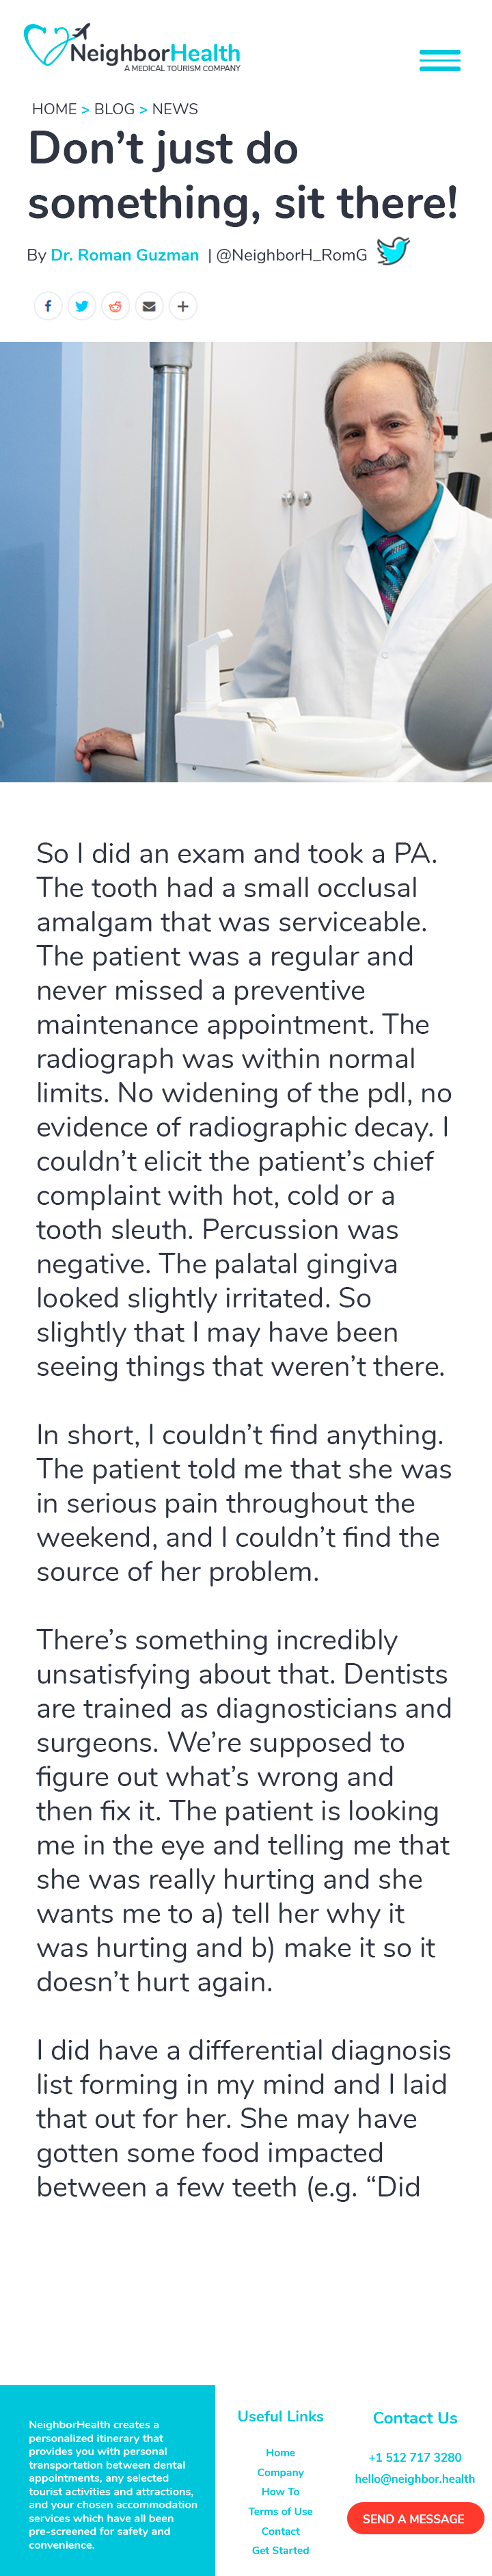 NeighborHealth
A MEDICAL TOURISM COMPANY
HOME > BLOG > NEWS
Don’t just do
something, sit there!
By Dr. Roman Guzman | @NeighborH_RomG
So I did an exam and took a PA.
The tooth had a small occlusal
amalgam that was serviceable.
The patient was a regular and
never missed a preventive
maintenance appointment. The
radiograph was within normal
limits. No widening of the pdl, no
evidence of radiographic decay. I
couldn’t elicit the patient’s chief
complaint with hot, cold or a
tooth sleuth. Percussion was
negative. The palatal gingiva
looked slightly irritated. So
slightly that I may have been
seeing things that weren’t there.
In short, I couldn’t find anything.
The patient told me that she was
in serious pain throughout the
weekend, and I couldn’t find the
source of her problem.
There’s something incredibly
unsatisfying about that. Dentists
are trained as diagnosticians and
surgeons. We’re supposed to
figure out what’s wrong and
then fix it. The patient is looking
me in the eye and telling me that
she was really hurting and she
wants me to a) tell her why it
was hurting and b) make it so it
doesn’t hurt again.
I did have a differential diagnosis
list forming in my mind and I laid
that out for her. She may have
gotten some food impacted
between a few teeth (e.g. “Did
NeighborHealth creates a
personalized itinerary that
provides you with personal
transportation between dental
appointments, any selected
tourist activities and attractions,
and your chosen accommodation
services which have all been
pre-screened for safety and
convenience.
Useful Links
Home
Company
How To
Terms of Use
Contact
Get Started
Contact Us
+1 512 717 3280
hello@neighbor.health
SEND A MESSAGE